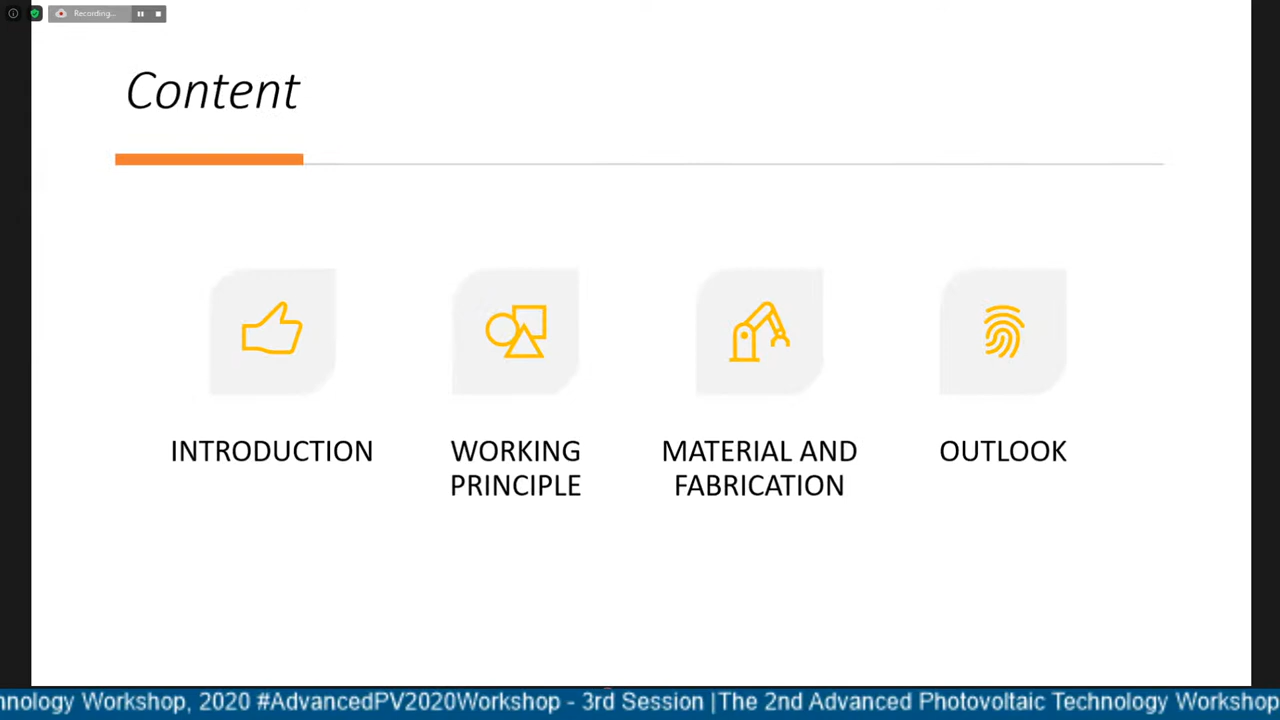 Recording...
Content
INTRODUCTION
WORKING
PRINCIPLE
MATERIAL AND
FABRICATION
OUTLOOK
Workshop, 2020 #AdvancedPV2020Workshop - 3rd Session |The 2nd Advanced Photovoltaic Technology Workshop